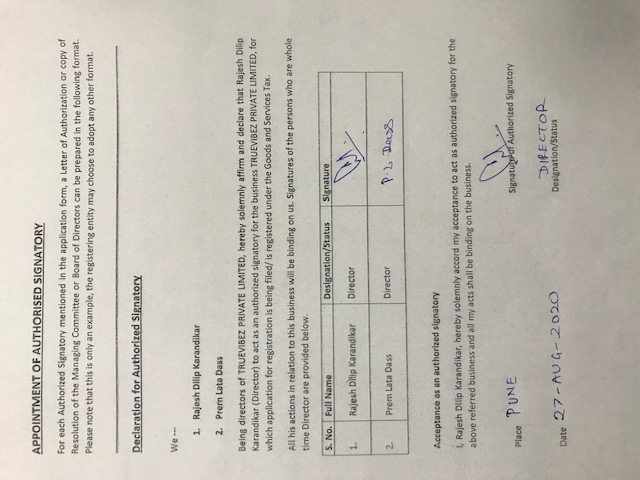 APPOINTMENT OF AUTHORISED SIGNATORY
For each Authorized Signatory mentioned in the application form, a Letter of Authorization or copy of
Resolution of the Managing Committee or Board of Directors can be prepared in the following format.
Please note that this is only an example, the registering entity may choose to adopt any other format.
Declaration for Authorized Signatory
We ---
1. Rajesh Dilip Karandikar
2. Prem Lata Dass
Being directors of TRUEVIBEZ PRIVATE LIMITED, hereby solemnly affirm and declare that Rajesh Dilip
Karandikar (Director) to act as an authorized signatory for the business TRUEVIBEZ PRIVATE LIMITED, for
which application for registration is being filed/ is registered under the Goods and Services Tax.
All his actions in relation to this business will be binding on us. Signatures of the persons who are whole
time Director are provided below.
S. No. Full Name Designation/Status Signature
1. Rajesh Dilip Karandikar Director
2. Prem Lata Dass Director P.L Dass
Acceptance as an authorized signatory
I, Rajesh Dilip Karandikar, hereby solemnly accord my acceptance to act as authorized signatory for the
above referred business and all my acts shall be binding on the business.
Place PUNE
Signature of Authorized Signatory
Date 27-AUG-2020
DIRECTOR
Designation/Status